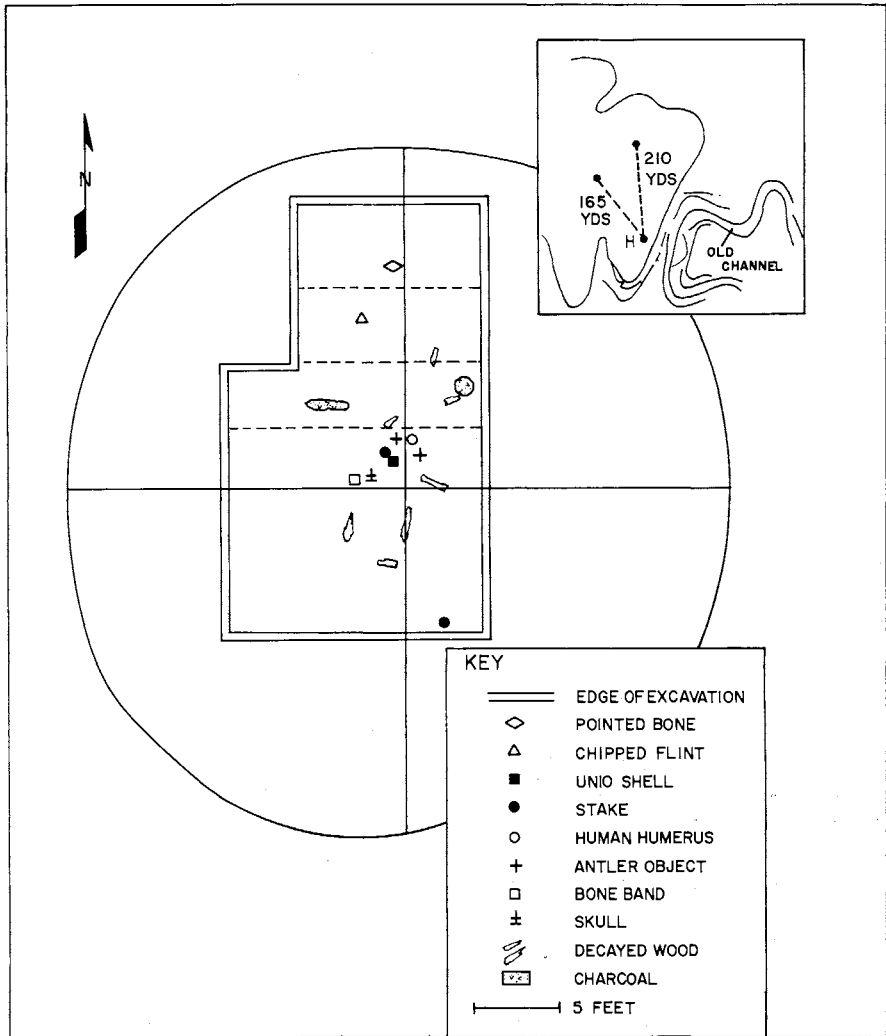 N
210
YDS
165
YDS
H
OLD
CHANNEL
KEY
EDGE OF EXCAVATION
POINTED BONE
CHIPPED FLINT
UNIO SHELL
STAKE
HUMAN HUMERUS
ANTLER OBJECT
BONE BAND
SKULL
DECAYED WOOD
CHARCOAL
5 FEET